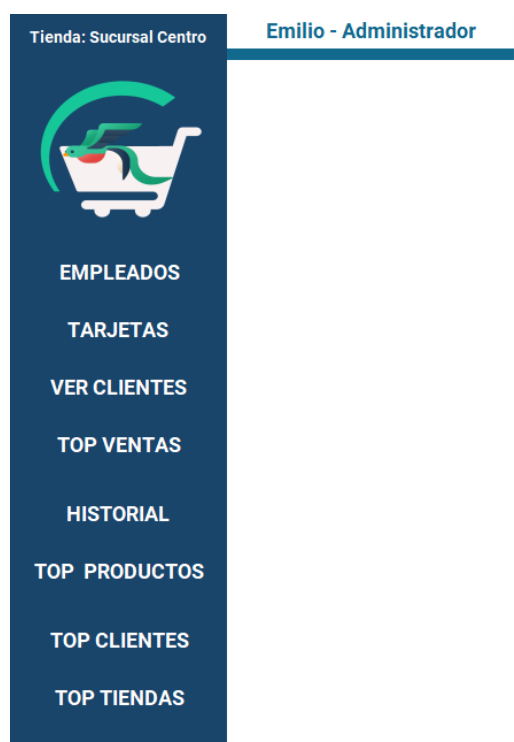 Tienda: Sucursal Centro
Emilio - Administrador
EMPLEADOS
TARJETAS
VER CLIENTES
TOP VENTAS
HISTORIAL
TOP PRODUCTOS
TOP CLIENTES
TOP TIENDAS